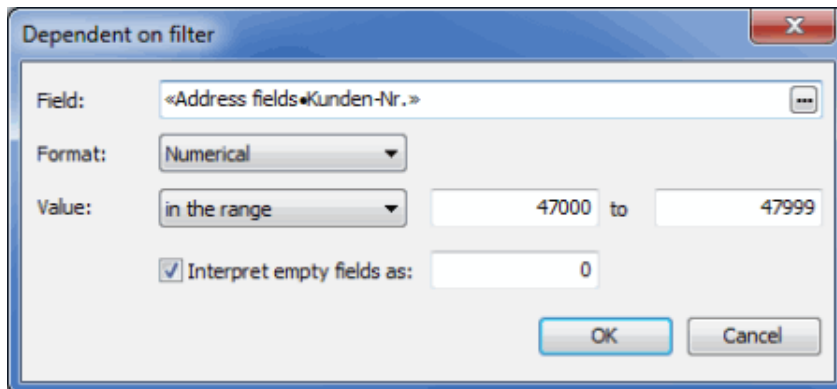 Dependent on filter
Field: «Address fields•Kunden-Nr.» ...
Format: Numerical
Value: in the range 47000 to 47999
Interpret empty fields as: 0
OK Cancel